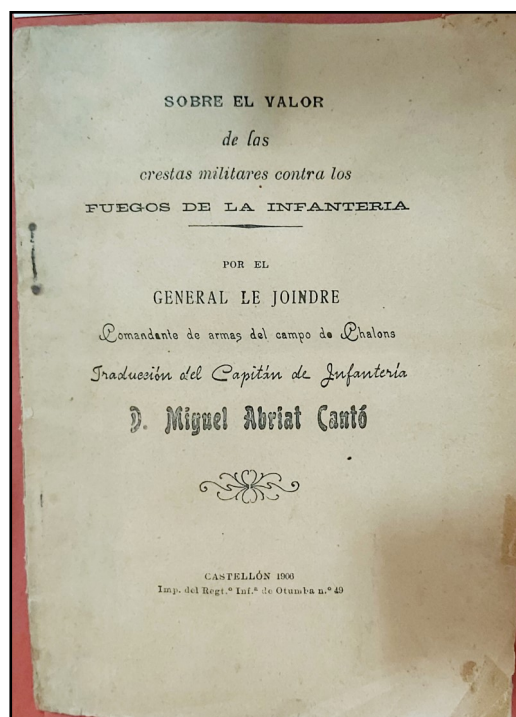 SOBRE EL VALOR
de las
crestas militares contra los
FUEGOS DE LA INFANTERIA
POR EL
GENERAL LE JOINDRE
Comandante de armas del campo de Chalons
Traducción del Capitán de Infantería
D. Miguel Abriat Cantó
CASTELLÓN 1906
Imp. del Regt.º Inf.ª de Otumba n.º 49